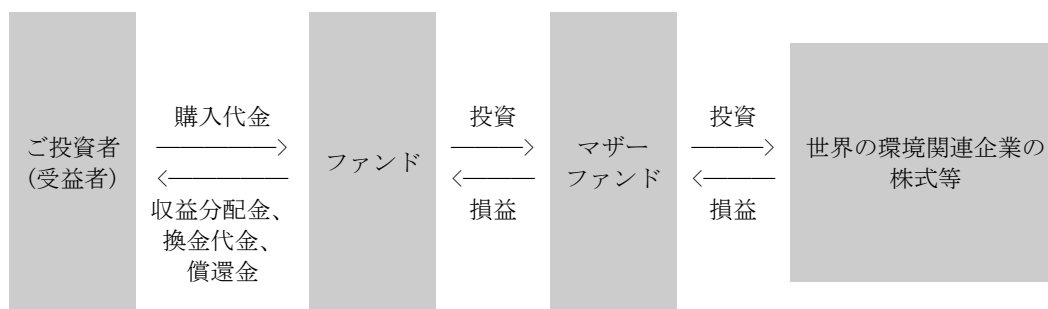 ご投資者
(受益者)
購入代金
収益分配金、
換金代金、
償還金
ファンド
投資
損益
マザー
ファンド
投資
損益
世界の環境関連企業の
株式等